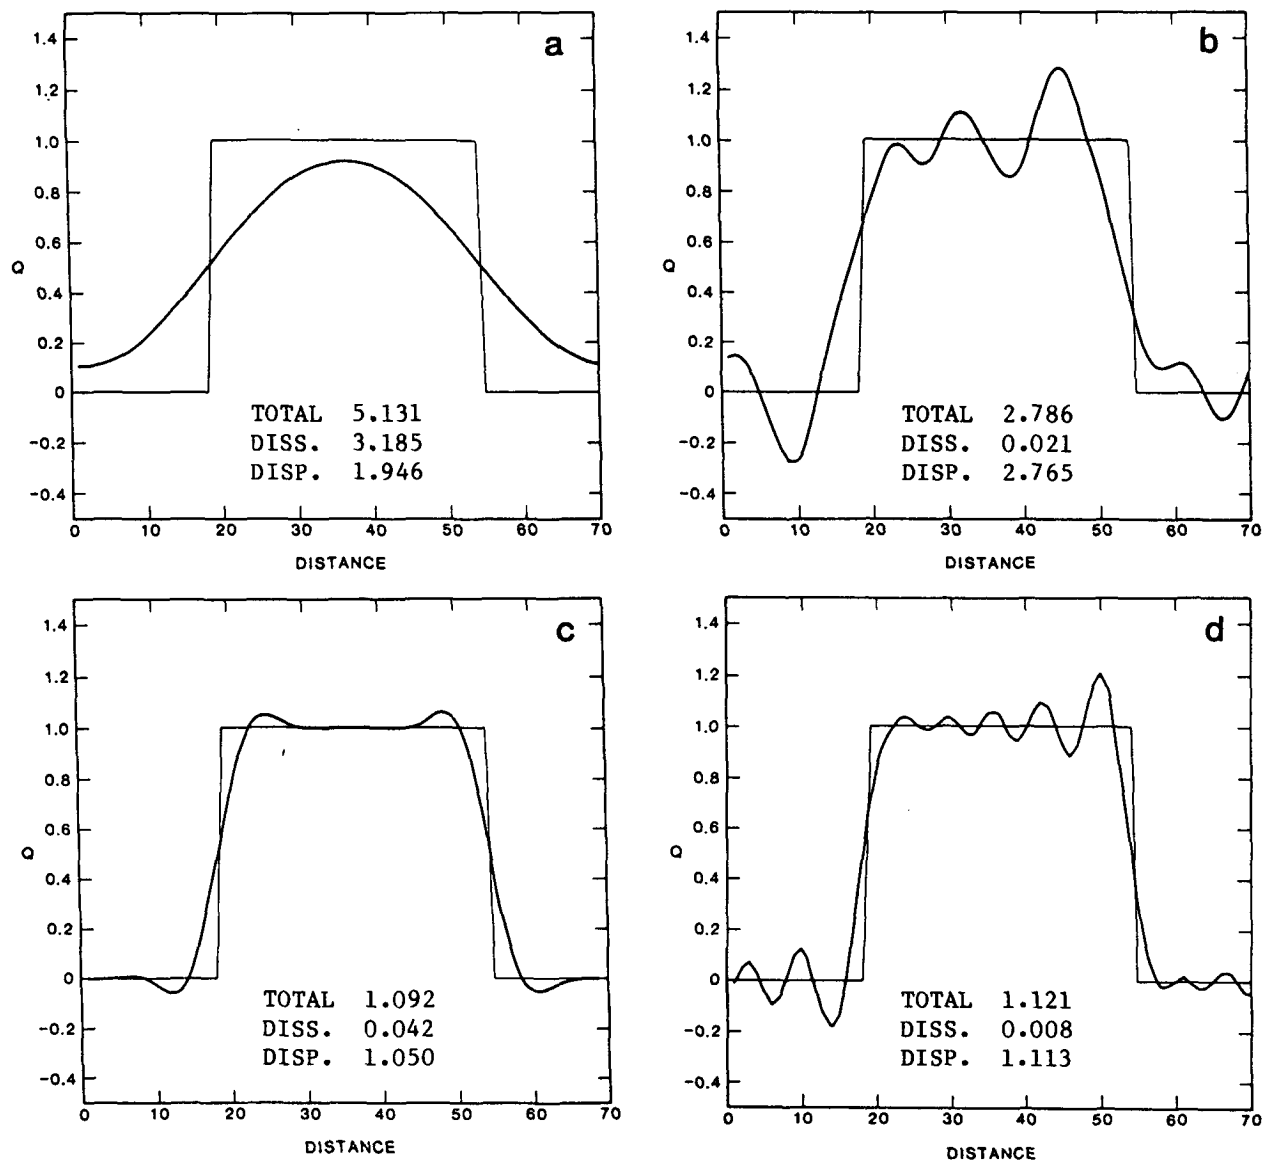 a
1.4
1.2
1.0
0.8
0.6
Q
0.4
0.2
0
-0.2
-0.4
TOTAL 5.131
DISS. 3.185
DISP. 1.946
0 10 20 30 40 50 60 70
DISTANCE
b
1.4
1.2
1.0
0.8
0.6
Q
0.4
0.2
0
-0.2
-0.4
TOTAL 2.786
DISS. 0.021
DISP. 2.765
0 10 20 30 40 50 60 70
DISTANCE
c
1.4
1.2
1.0
0.8
0.6
Q
0.4
0.2
0
-0.2
-0.4
TOTAL 1.092
DISS. 0.042
DISP. 1.050
0 10 20 30 40 50 60 70
DISTANCE
d
1.4
1.2
1.0
0.8
0.6
Q
0.4
0.2
0
-0.2
-0.4
TOTAL 1.121
DISS. 0.008
DISP. 1.113
0 10 20 30 40 50 60 70
DISTANCE